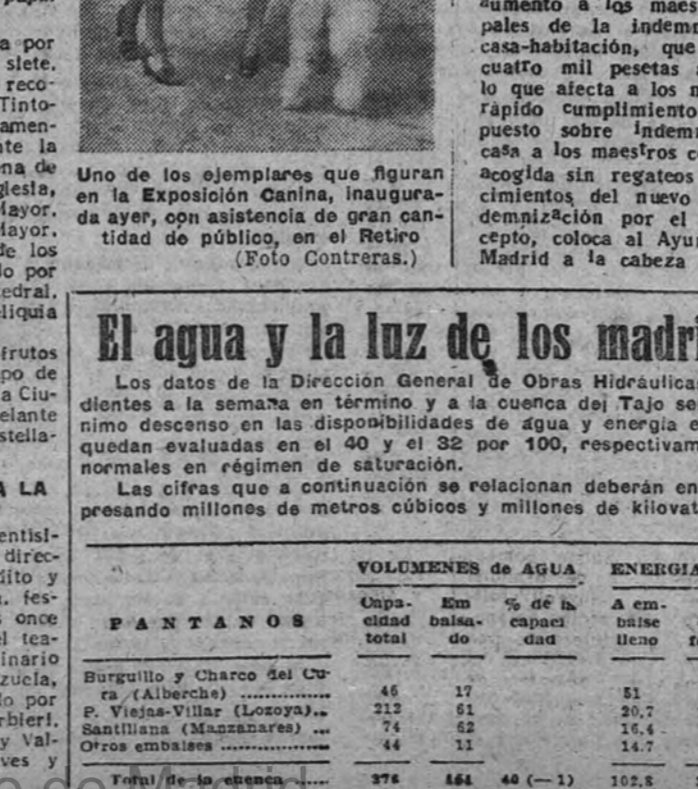 a por
siete.
reco-
Tinto-
amen-
nte la
ena de
glesia,
Mayor.
Mayor.
de los
do por
edral.
eliquia
frutos
po de
a Ciu-
elante
stella-
A LA
entisi-
direc-
dito y
fes-
once
el tea-
inario
zuela,
o por
rbieri.
y Val-
ves y
Uno de los ejemplares que figuran
en la Exposición Canina, inaugura-
da ayer, con asistencia de gran can-
tidad de público, en el Retiro
(Foto Contreras.)
aumento a los maes
pales de la indem
casa-habitación, que
cuatro mil pesetas
lo que afecta a los m
rápido cumplimiento
puesto sobre indem
casa a los maestros c
acogida sin regateos
cimientos del nuevo
demnización por el
cepto, coloca al Ayu
Madrid a la cabeza
El agua y la luz de los madri
Los datos de la Dirección General de Obras Hidráulica
dientes a la semana en término y a la cuenca del Tajo se
nimo descenso en las disponibilidades de agua y energía e
quedan evaluadas en el 40 y el 32 por 100, respectivam
normales en régimen de saturación.
Las cifras que a continuación se relacionan deberán en
presando millones de metros cúbicos y millones de kilovat
VOLUMENES de AGUA ENERGIA
PANTANOS Capa-cidad total Em balsa-do % de la capaci dad A em-balse lleno
Burguillo y Charco del Cu-
ra (Alberche) .............. 46 17 51
P. Viejas-Villar (Lozoya)... 212 61 20,7
Santillana (Manzanares) ... 74 62 16,4
Otros embalses ................. 44 11 14,7
Total de la cuenca ...... 376 151 40 (—1) 102,8
de Madrid